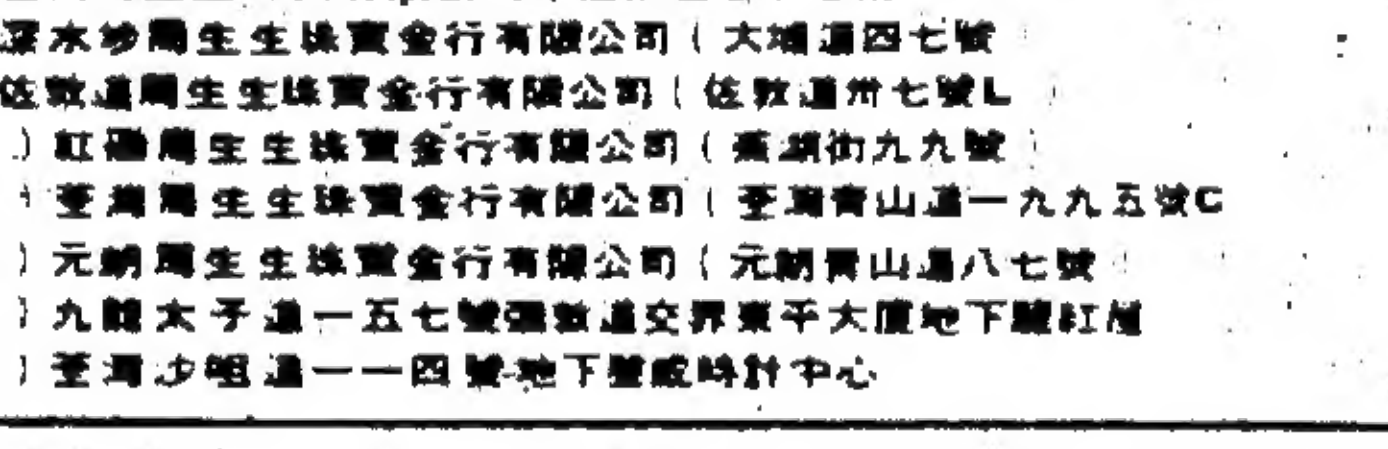 深水埗周生生珠寶金行有限公司(大埔道四七號
佐敦道周生生珠寶金行有限公司(佐敦道卅七號L
)紅磡周生生珠寶金行有限公司(蕪湖街九九號
荃灣周生生珠寶金行有限公司(荃灣青山道一九九五號C
)元朗周生生珠寶金行有限公司(元朗青山道八七號
)九龍太子道一五七號彌敦道交界東平大廈地下
)荃灣沙咀道一一四號地下時計中心